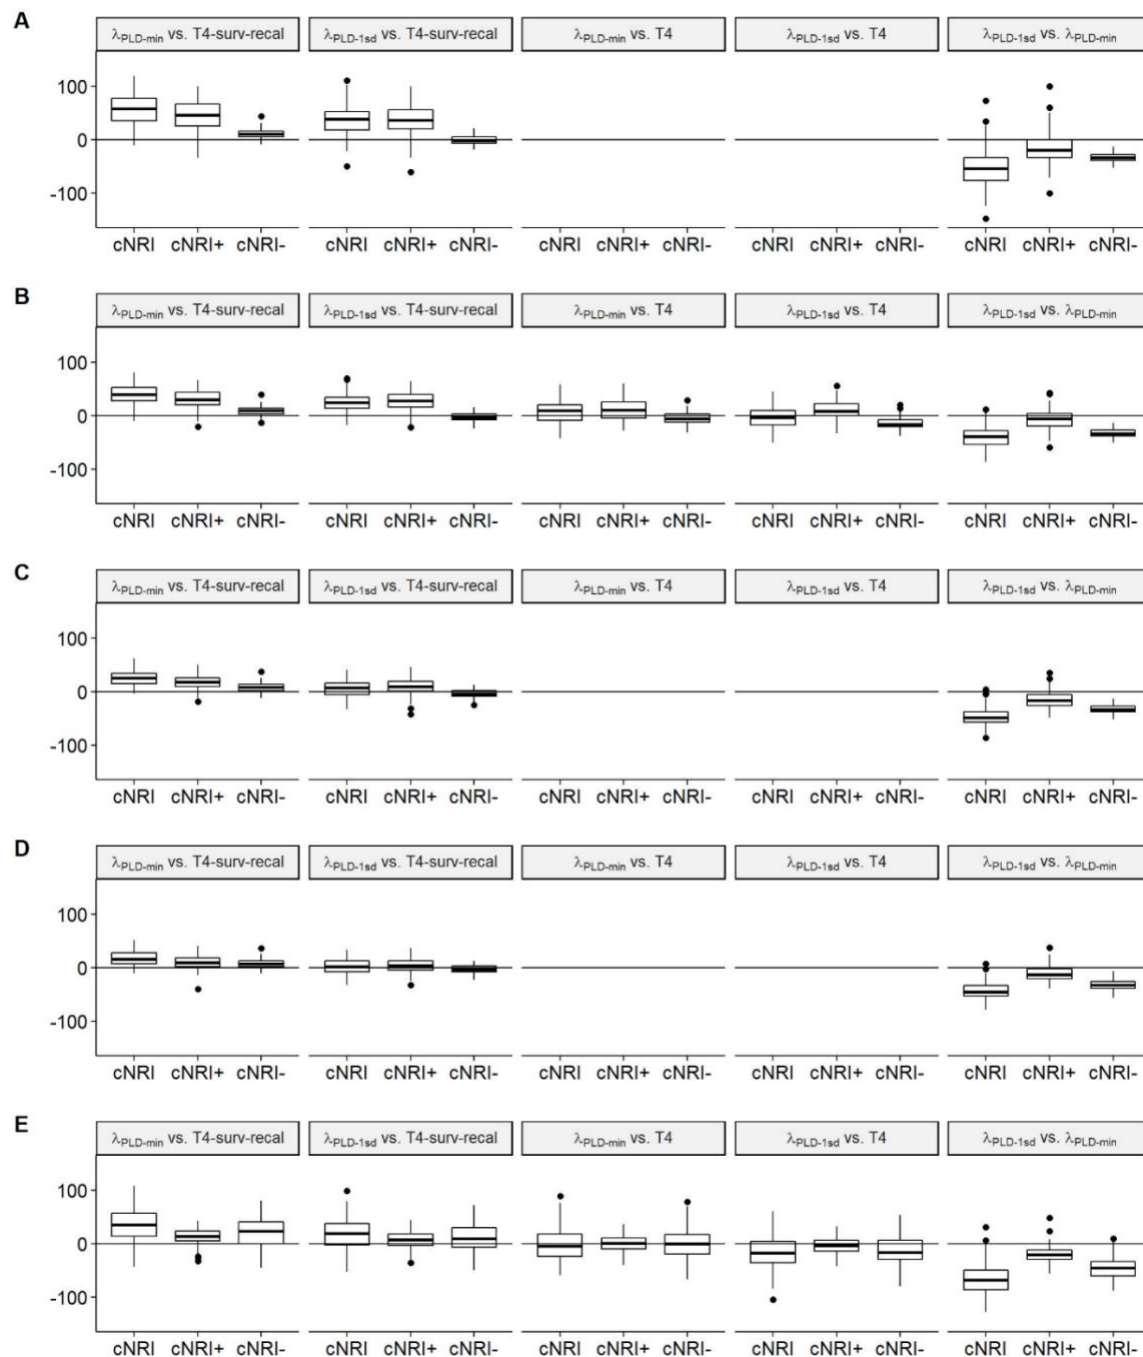 A
λPLD-min vs. T4-surv-recal λPLD-1sd vs. T4-surv-recal λPLD-min vs. T4 λPLD-1sd vs. T4 λPLD-1sd vs. λPLD-min
100
0
-100
cNRI cNRI+ cNRI- cNRI cNRI+ cNRI- cNRI cNRI+ cNRI- cNRI cNRI+ cNRI- cNRI cNRI+ cNRI-
B
λPLD-min vs. T4-surv-recal λPLD-1sd vs. T4-surv-recal λPLD-min vs. T4 λPLD-1sd vs. T4 λPLD-1sd vs. λPLD-min
100
0
-100
cNRI cNRI+ cNRI- cNRI cNRI+ cNRI- cNRI cNRI+ cNRI- cNRI cNRI+ cNRI- cNRI cNRI+ cNRI-
C
λPLD-min vs. T4-surv-recal λPLD-1sd vs. T4-surv-recal λPLD-min vs. T4 λPLD-1sd vs. T4 λPLD-1sd vs. λPLD-min
100
0
-100
cNRI cNRI+ cNRI- cNRI cNRI+ cNRI- cNRI cNRI+ cNRI- cNRI cNRI+ cNRI- cNRI cNRI+ cNRI-
D
λPLD-min vs. T4-surv-recal λPLD-1sd vs. T4-surv-recal λPLD-min vs. T4 λPLD-1sd vs. T4 λPLD-1sd vs. λPLD-min
100
0
-100
cNRI cNRI+ cNRI- cNRI cNRI+ cNRI- cNRI cNRI+ cNRI- cNRI cNRI+ cNRI- cNRI cNRI+ cNRI-
E
λPLD-min vs. T4-surv-recal λPLD-1sd vs. T4-surv-recal λPLD-min vs. T4 λPLD-1sd vs. T4 λPLD-1sd vs. λPLD-min
100
0
-100
cNRI cNRI+ cNRI- cNRI cNRI+ cNRI- cNRI cNRI+ cNRI- cNRI cNRI+ cNRI- cNRI cNRI+ cNRI-